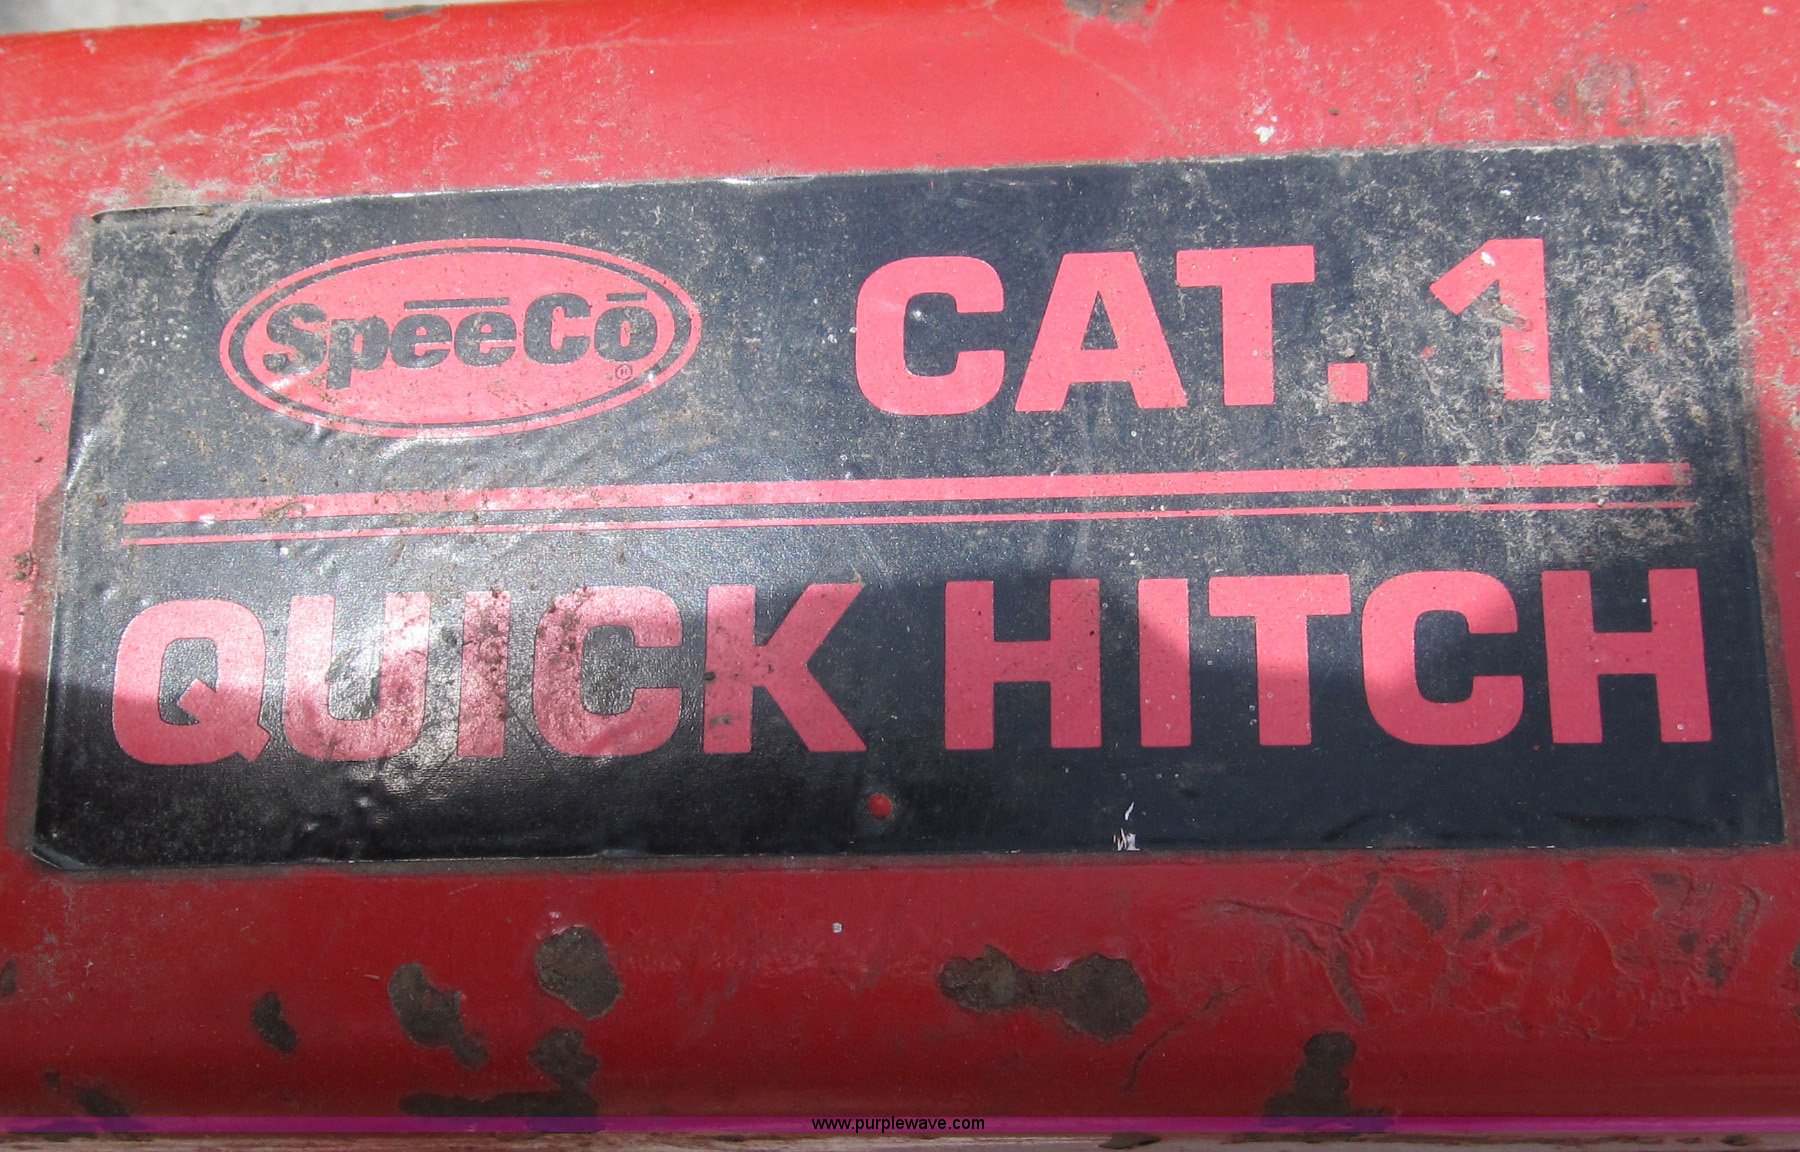 SpeeCo® CAT. 1
QUICK HITCH
www.purplewave.com